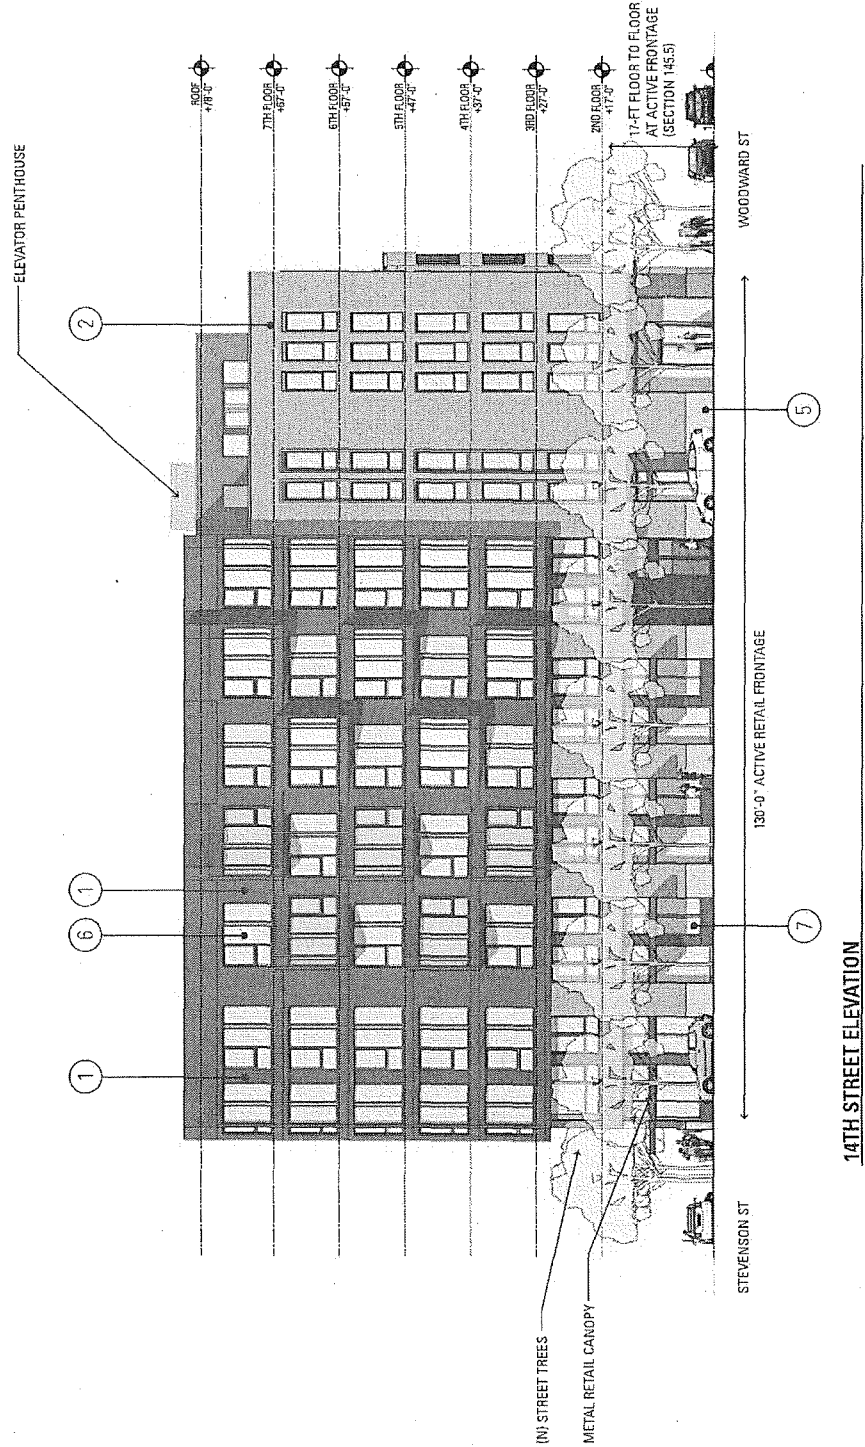 ELEVATOR PENTHOUSE
2
1
6
1
ROOF
+78'-0"
7TH FLOOR
+67'-0"
6TH FLOOR
+57'-0"
5TH FLOOR
+47'-0"
4TH FLOOR
+37'-0"
3RD FLOOR
+27'-0"
2ND FLOOR
+17'-0"
17-FT FLOOR TO FLOOR
AT ACTIVE FRONTAGE
(SECTION 145.5)
(N) STREET TREES
METAL RETAIL CANOPY
STEVENSON ST
130'-0" ACTIVE RETAIL FRONTAGE
WOODWARD ST
7
5
14TH STREET ELEVATION